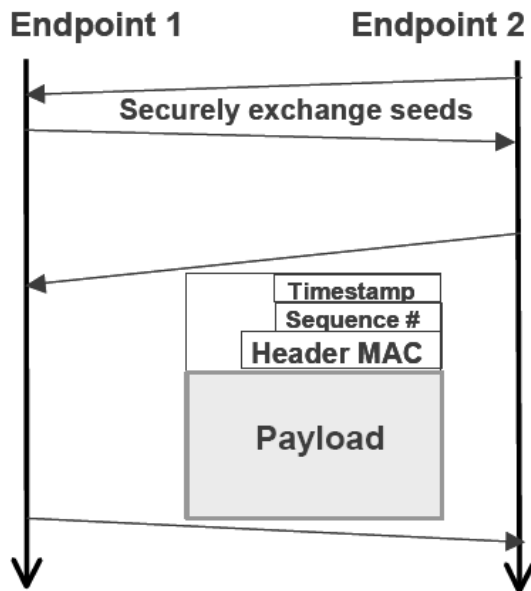 Endpoint 1 Endpoint 2
Securely exchange seeds
Timestamp
Sequence #
Header MAC
Payload